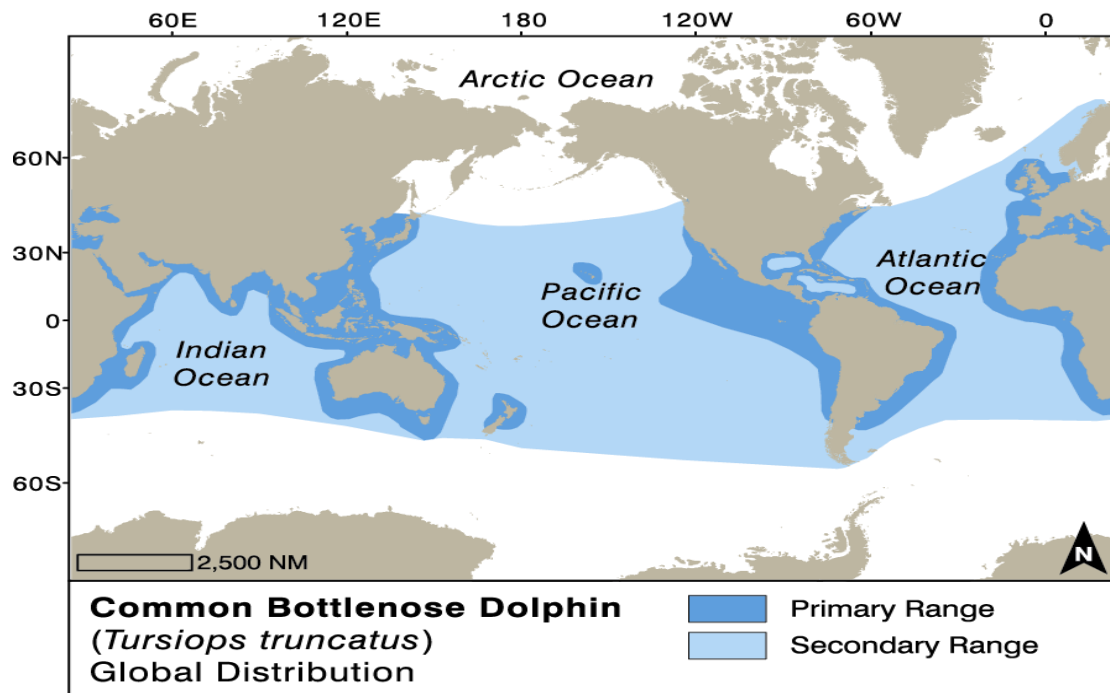 60E 120E 180 120W 60W 0
Arctic Ocean
60N
30N
Atlantic
Ocean
Pacific
Ocean
0
Indian
Ocean
30S
60S
2,500 NM
N
Common Bottlenose Dolphin
(Tursiops truncatus)
Global Distribution
Primary Range
Secondary Range